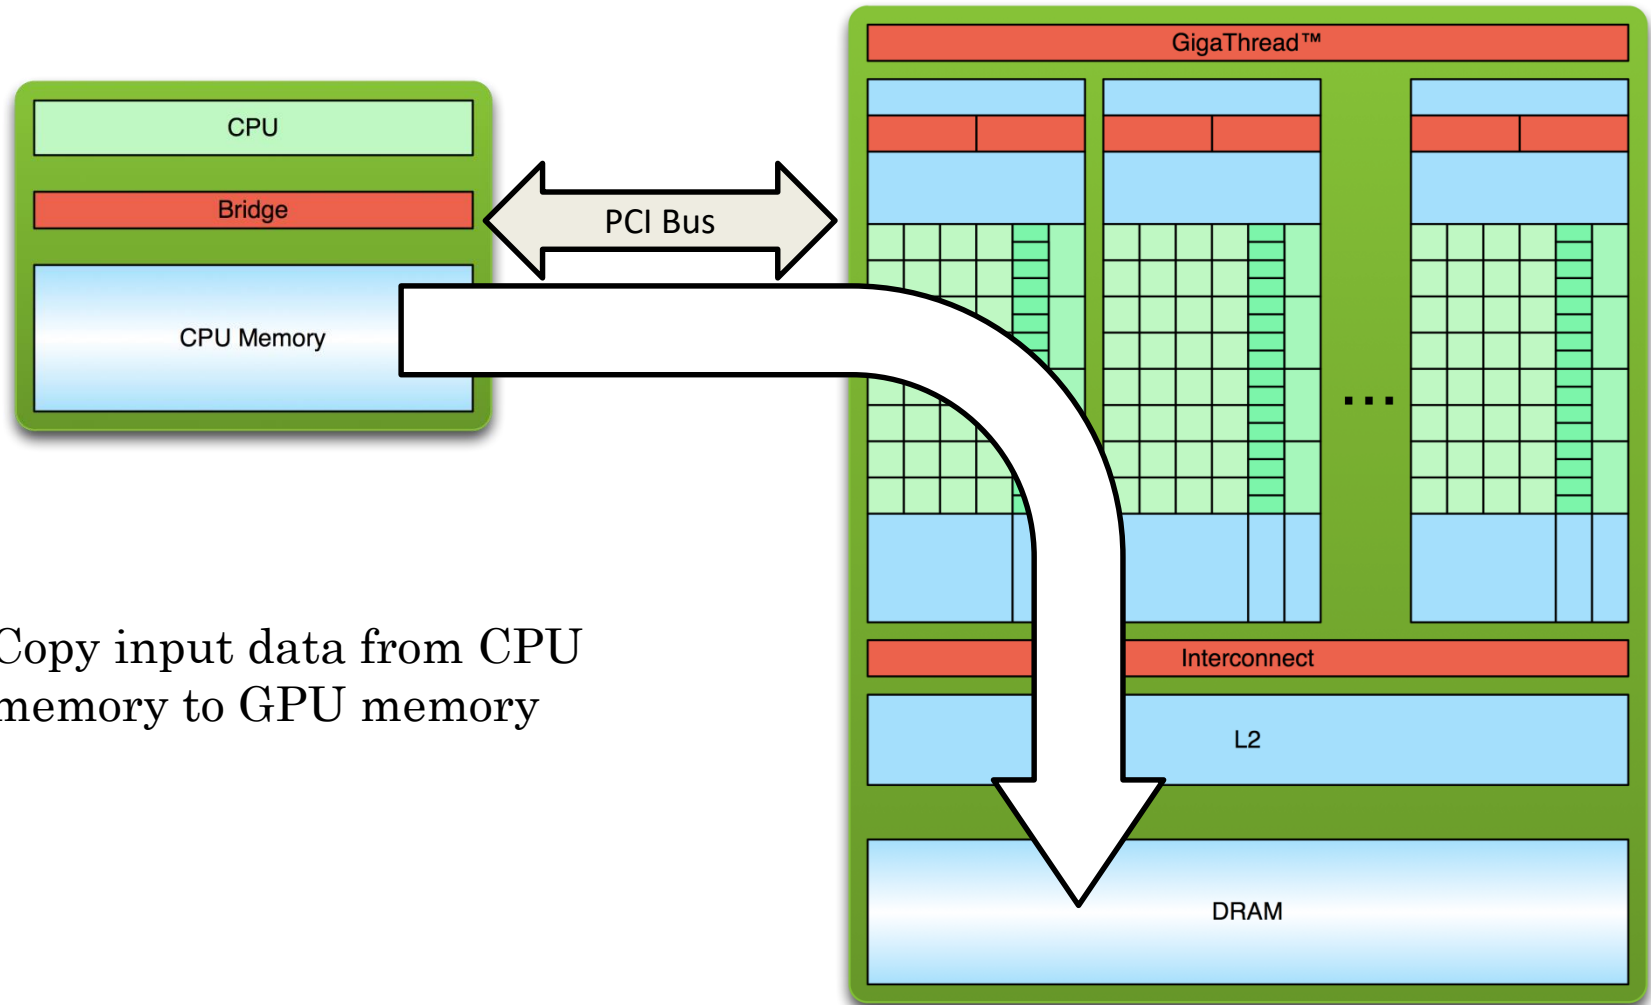 GigaThread™
CPU
Bridge
PCI Bus
CPU Memory
...
Copy input data from CPU
memory to GPU memory
Interconnect
L2
DRAM